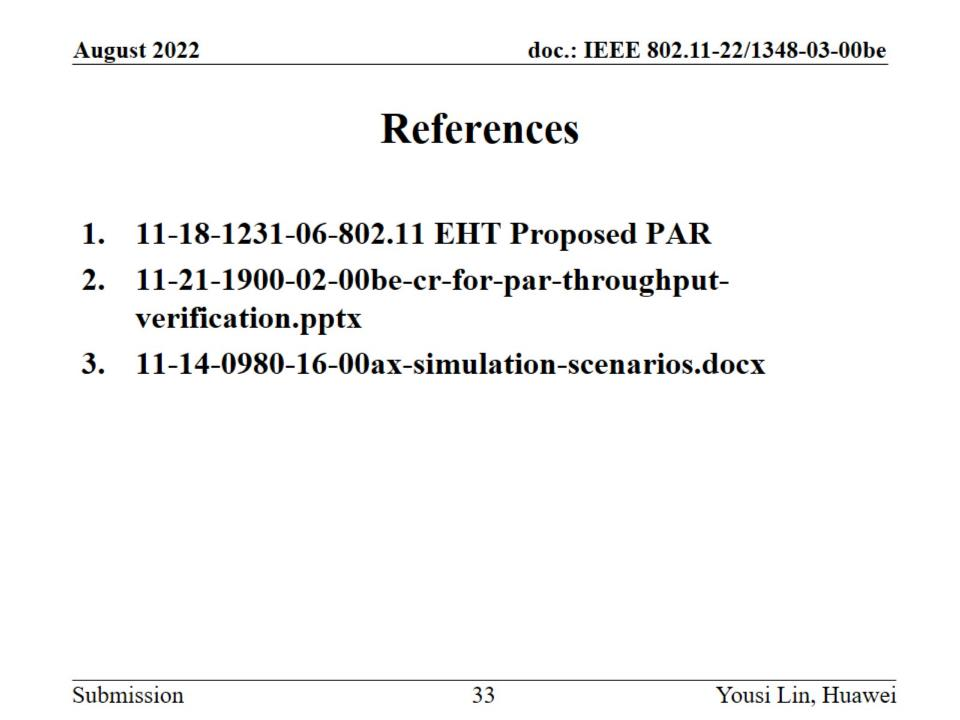 August 2022 doc.: IEEE 802.11-22/1348-03-00be
References
1. 11-18-1231-06-802.11 EHT Proposed PAR
2. 11-21-1900-02-00be-cr-for-par-throughput-
verification.pptx
3. 11-14-0980-16-00ax-simulation-scenarios.docx
Submission 33 Yousi Lin, Huawei